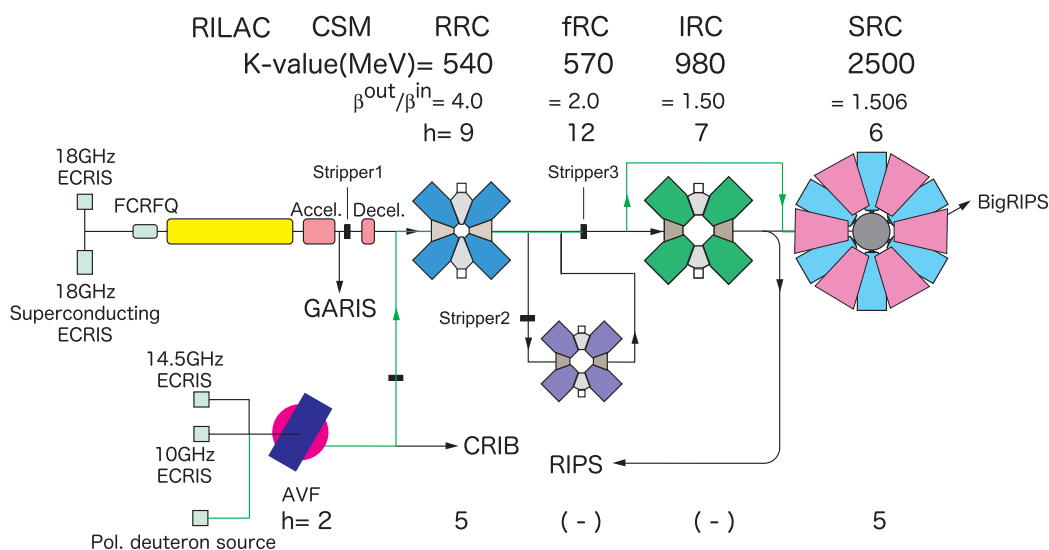 RILAC CSM RRC fRC IRC SRC
K-value(MeV)= 540 570 980 2500
βout/βin= 4.0 = 2.0 = 1.50 = 1.506
h= 9 12 7 6
18GHz
ECRIS
FCRFQ
Accel.
Stripper1
Decel.
Stripper3
BigRIPS
18GHz
Superconducting
ECRIS
GARIS
Stripper2
14.5GHz
ECRIS
10GHz
ECRIS
CRIB
RIPS
AVF
h= 2 5 ( - ) ( - ) 5
Pol. deuteron source